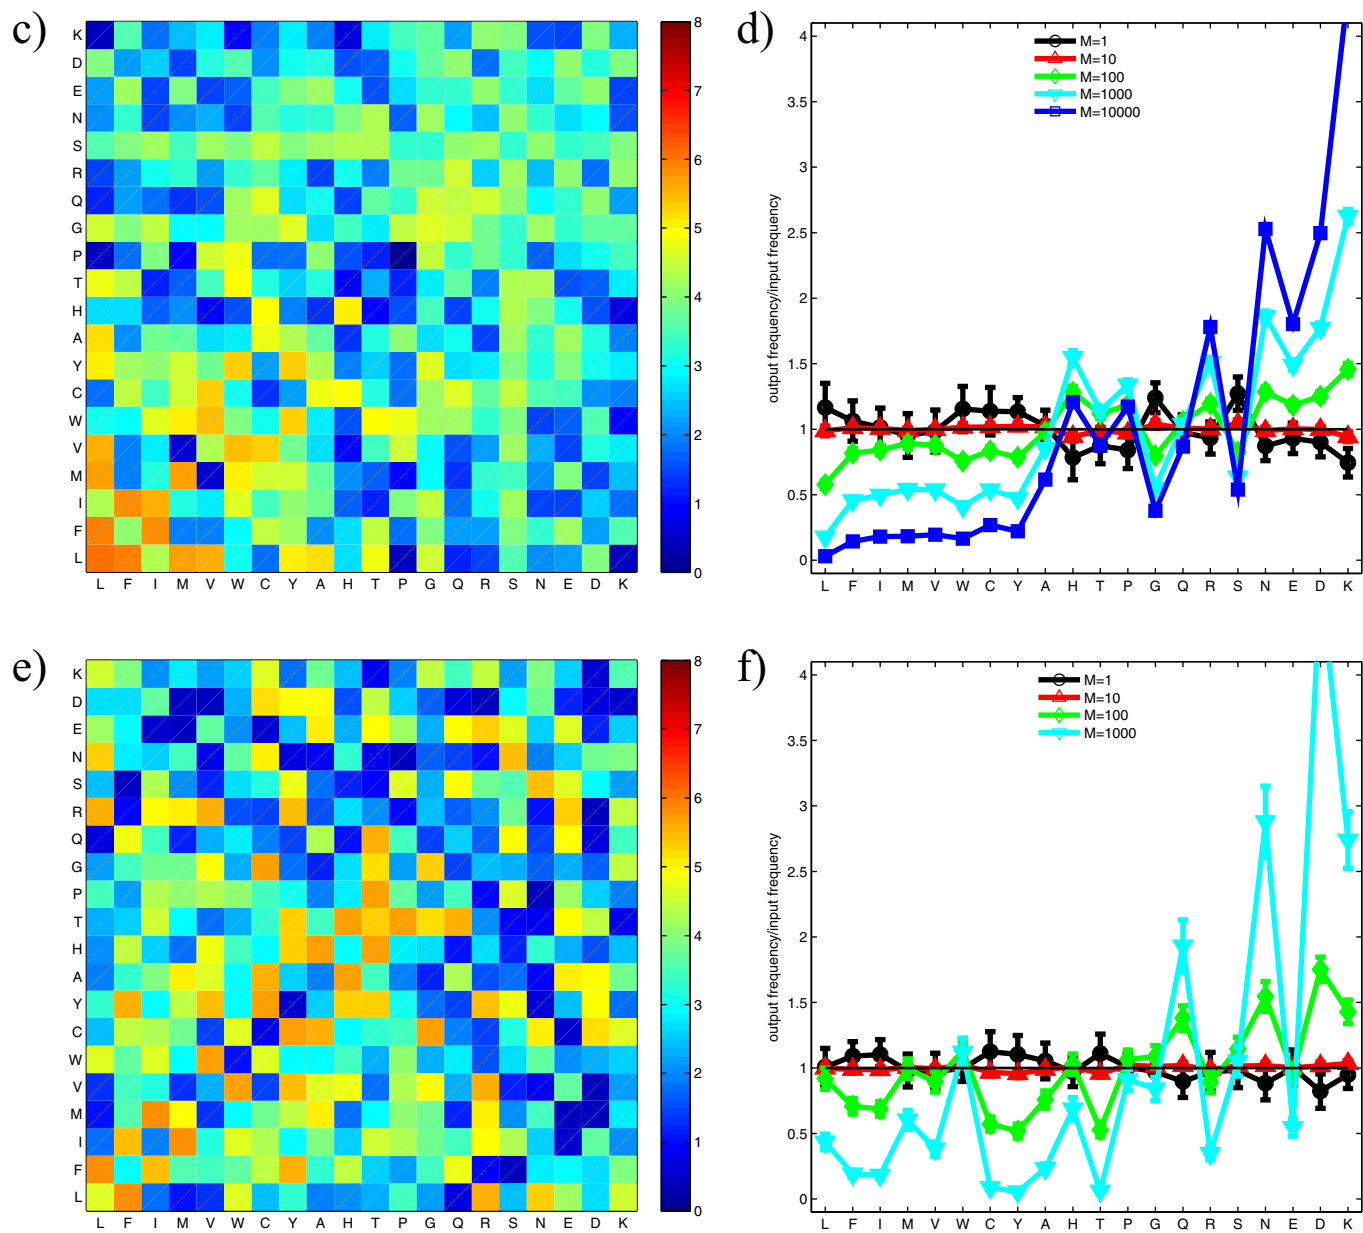 c)
K
D
E
N
S
R
Q
G
P
T
H
A
Y
C
W
V
M
I
F
L
L F I M V W C Y A H T P G Q R S N E D K
8
7
6
5
4
3
2
1
0
d)
output frequency/input frequency
4
3.5
3
2.5
2
1.5
1
0.5
0
M=1
M=10
M=100
M=1000
M=10000
L F I M V W C Y A H T P G Q R S N E D K
e)
K
D
E
N
S
R
Q
G
P
T
H
A
Y
C
W
V
M
I
F
L
L F I M V W C Y A H T P G Q R S N E D K
8
7
6
5
4
3
2
1
0
f)
output frequency/input frequency
4
3.5
3
2.5
2
1.5
1
0.5
0
M=1
M=10
M=100
M=1000
L F I M V W C Y A H T P G Q R S N E D K